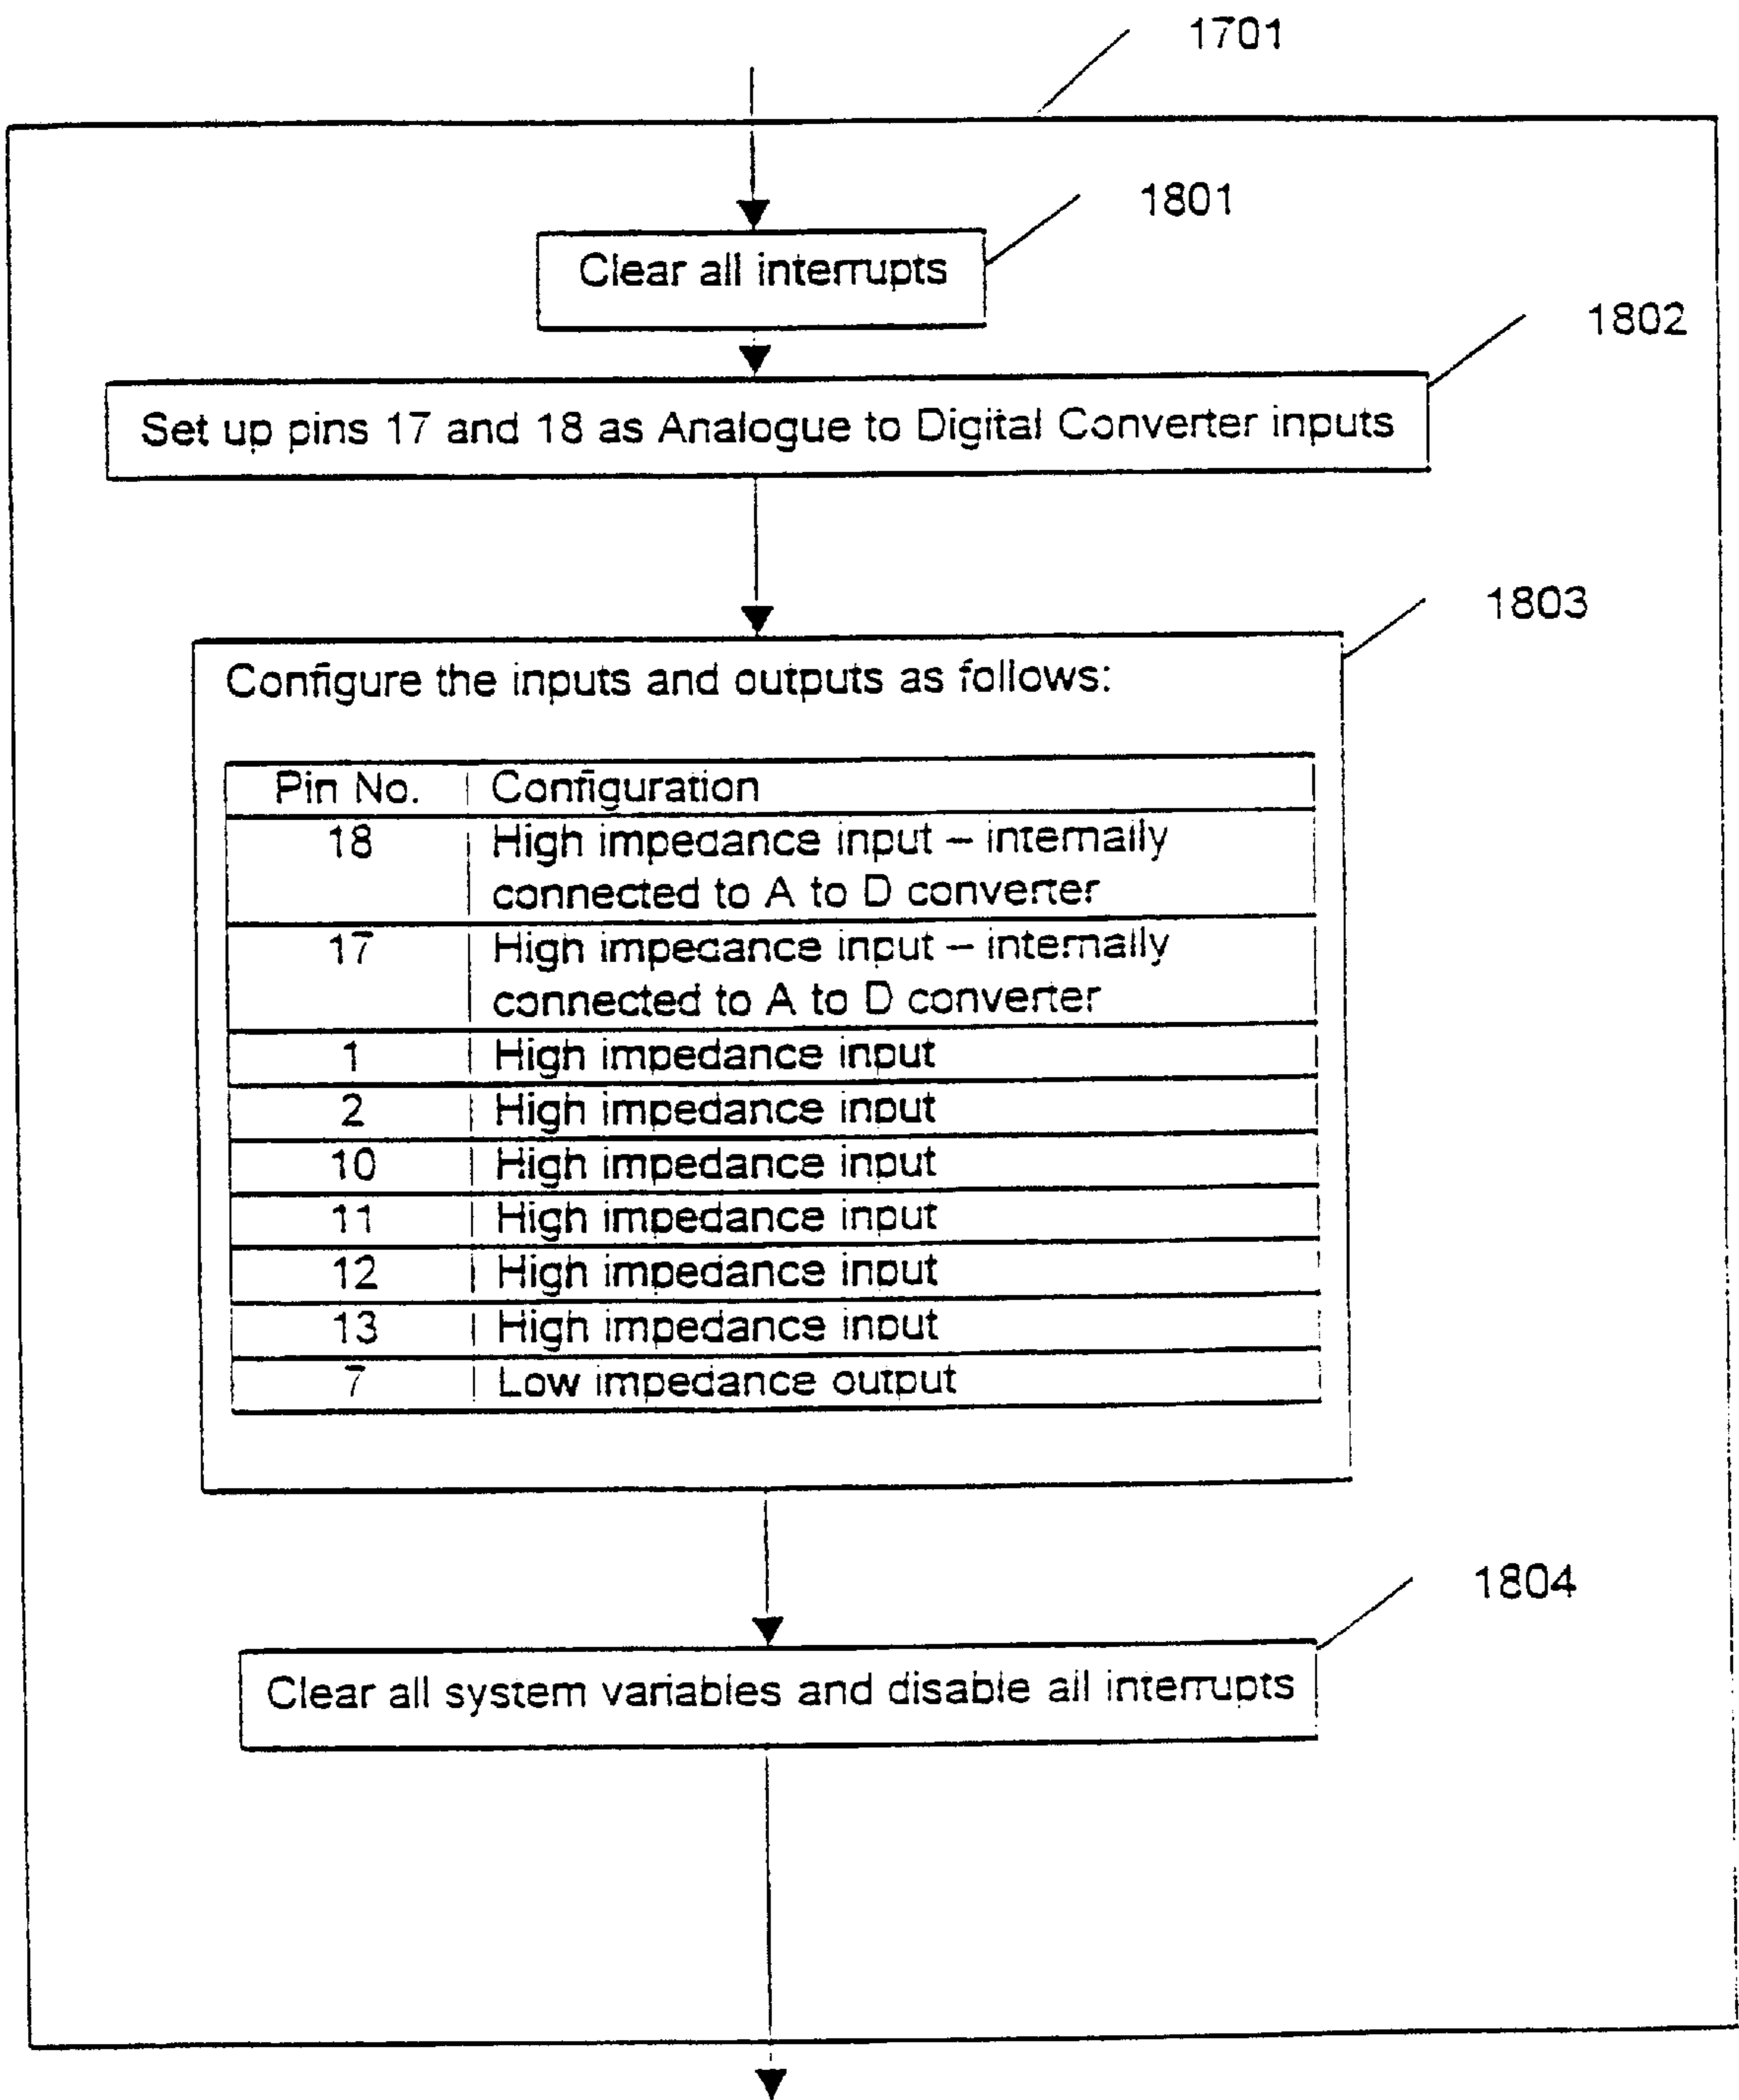 1701
1801
Clear all interrupts
1802
Set up pins 17 and 18 as Analogue to Digital Converter inputs
1803
Configure the inputs and outputs as follows:
Pin No. Configuration
18 High impedance input – internally
connected to A to D converter
17 High impedance input – internally
connected to A to D converter
1 High impedance input
2 High impedance input
10 High impedance input
11 High impedance input
12 High impedance input
13 High impedance input
7 Low impedance output
1804
Clear all system variables and disable all interrupts